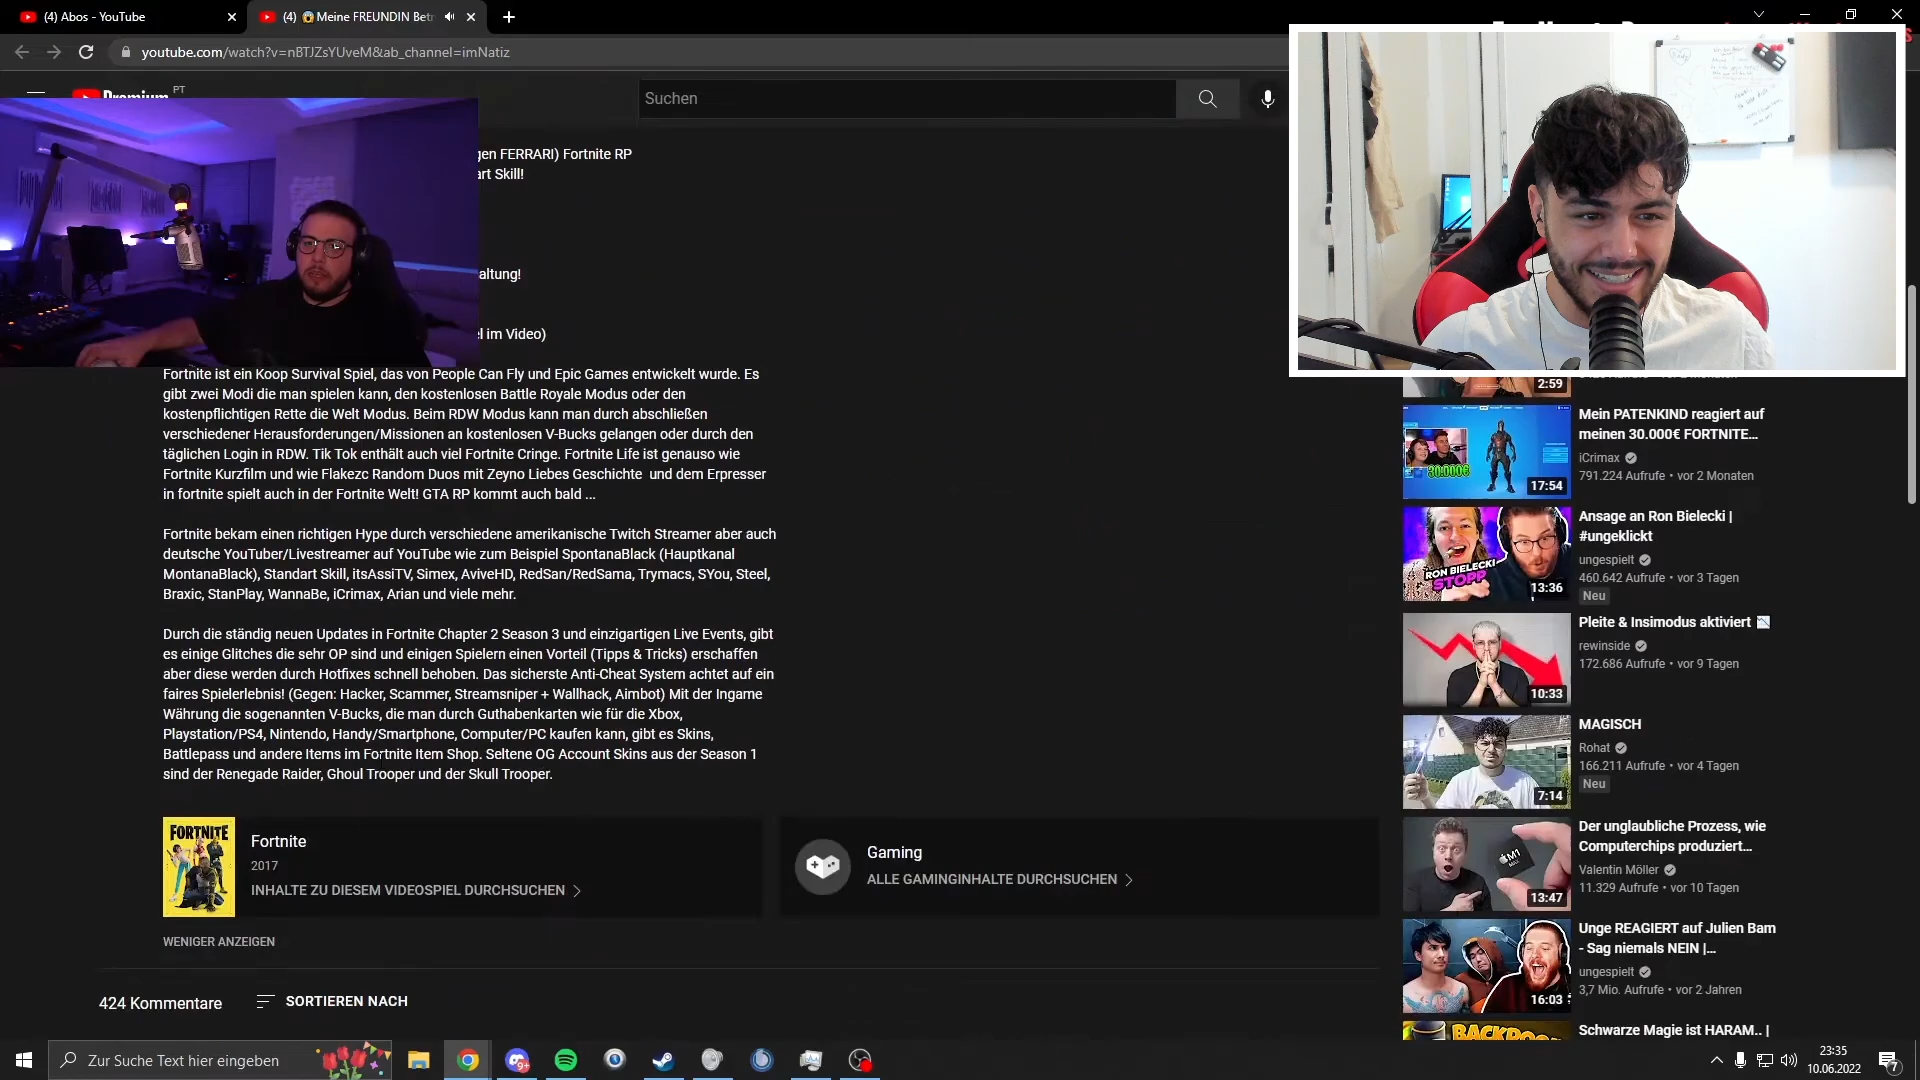 (4) Abos - YouTube
(4) 😱Meine FREUNDIN Betr
youtube.com/watch?v=nBTJZsYUveM&ab_channel=imNatiz
Premium PT
Suchen
gen FERRARI) Fortnite RP
art Skill!
altung!
el im Video)
Fortnite ist ein Koop Survival Spiel, das von People Can Fly und Epic Games entwickelt wurde. Es
gibt zwei Modi die man spielen kann, den kostenlosen Battle Royale Modus oder den
kostenpflichtigen Rette die Welt Modus. Beim RDW Modus kann man durch abschließen
verschiedener Herausforderungen/Missionen an kostenlosen V-Bucks gelangen oder durch den
täglichen Login in RDW. Tik Tok enthält auch viel Fortnite Cringe. Fortnite Life ist genauso wie
Fortnite Kurzfilm und wie Flakezc Random Duos mit Zeyno Liebes Geschichte und dem Erpresser
in fortnite spielt auch in der Fortnite Welt! GTA RP kommt auch bald ...
Fortnite bekam einen richtigen Hype durch verschiedene amerikanische Twitch Streamer aber auch
deutsche YouTuber/Livestreamer auf YouTube wie zum Beispiel SpontanaBlack (Hauptkanal
MontanaBlack), Standart Skill, itsAssiTV, Simex, AviveHD, RedSan/RedSama, Trymacs, SYou, Steel,
Braxic, StanPlay, WannaBe, iCrimax, Arian und viele mehr.
Durch die ständig neuen Updates in Fortnite Chapter 2 Season 3 und einzigartigen Live Events, gibt
es einige Glitches die sehr OP sind und einigen Spielern einen Vorteil (Tipps & Tricks) erschaffen
aber diese werden durch Hotfixes schnell behoben. Das sicherste Anti-Cheat System achtet auf ein
faires Spielerlebnis! (Gegen: Hacker, Scammer, Streamsniper + Wallhack, Aimbot) Mit der Ingame
Währung die sogenannten V-Bucks, die man durch Guthabenkarten wie für die Xbox,
Playstation/PS4, Nintendo, Handy/Smartphone, Computer/PC kaufen kann, gibt es Skins,
Battlepass und andere Items im Fortnite Item Shop. Seltene OG Account Skins aus der Season 1
sind der Renegade Raider, Ghoul Trooper und der Skull Trooper.
FORTNITE
Fortnite
2017
INHALTE ZU DIESEM VIDEOSPIEL DURCHSUCHEN
Gaming
ALLE GAMINGINHALTE DURCHSUCHEN
WENIGER ANZEIGEN
424 Kommentare
SORTIEREN NACH
2:59
30.000€
17:54
Mein PATENKIND reagiert auf
meinen 30.000€ FORTNITE...
iCrimax
791.224 Aufrufe • vor 2 Monaten
RON BIELECKI
STOPP
13:36
Ansage an Ron Bielecki |
#ungeklickt
ungespielt
460.642 Aufrufe • vor 3 Tagen
Neu
10:33
Pleite & Insimodus aktiviert 📉
rewinside
172.686 Aufrufe • vor 9 Tagen
7:14
MAGISCH
Rohat
166.211 Aufrufe • vor 4 Tagen
Neu
M1
13:47
Der unglaubliche Prozess, wie
Computerchips produziert...
Valentin Möller
11.329 Aufrufe • vor 10 Tagen
16:03
Unge REAGIERT auf Julien Bam
- Sag niemals NEIN |...
ungespielt
3,7 Mio. Aufrufe • vor 2 Jahren
Schwarze Magie ist HARAM.. |
Zur Suche Text hier eingeben
9+
23:35
10.06.2022
7